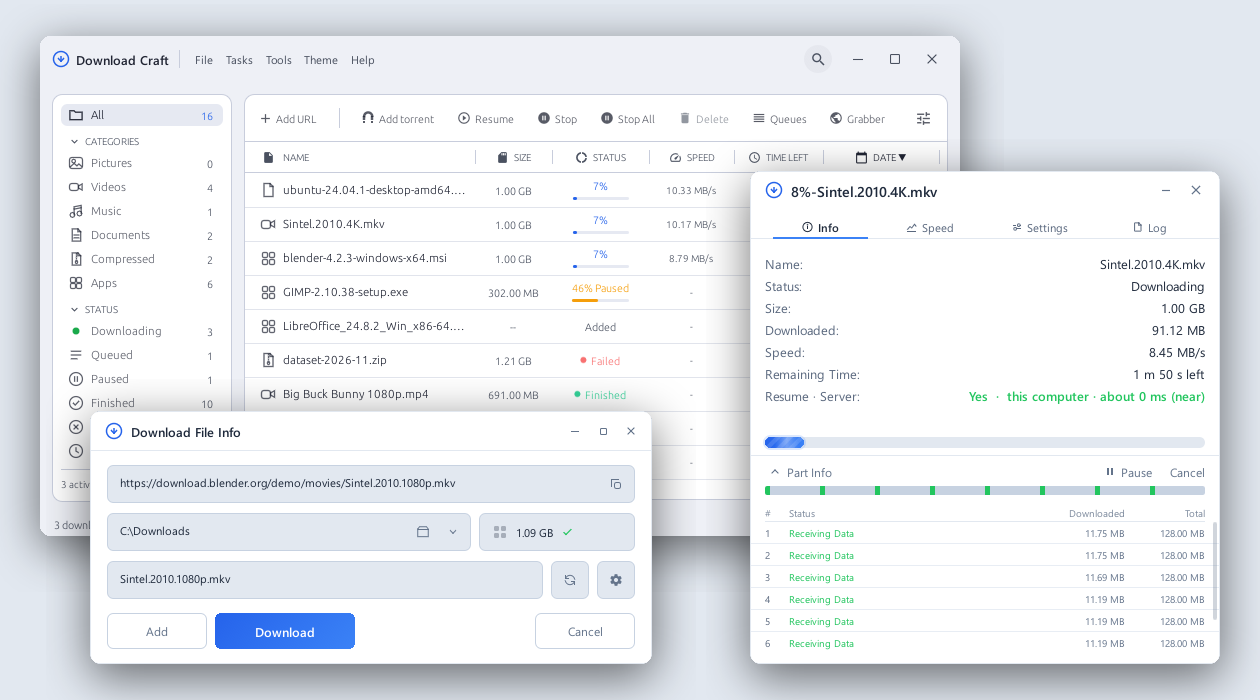 Download Craft File Tasks Tools Theme Help
All 16
CATEGORIES
Pictures 0
Videos 4
Music 1
Documents 2
Compressed 2
Apps 6
STATUS
Downloading 3
Queued 1
Paused 1
Finished 10
3 activ
3 downl
Add URL Add torrent Resume Stop Stop All Delete Queues Grabber
NAME SIZE STATUS SPEED TIME LEFT DATE▼
ubuntu-24.04.1-desktop-amd64.... 1.00 GB 7% 10.33 MB/s
Sintel.2010.4K.mkv 1.00 GB 7% 10.17 MB/s
blender-4.2.3-windows-x64.msi 1.00 GB 7% 8.79 MB/s
GIMP-2.10.38-setup.exe 302.00 MB 46% Paused -
LibreOffice_24.8.2_Win_x86-64.... -- Added -
dataset-2026-11.zip 1.21 GB Failed -
Big Buck Bunny 1080p.mp4 691.00 MB Finished -
-
-
Download File Info
https://download.blender.org/demo/movies/Sintel.2010.1080p.mkv
C:\Downloads 1.09 GB
Sintel.2010.1080p.mkv
Add Download Cancel
8%-Sintel.2010.4K.mkv
Info Speed Settings Log
Name: Sintel.2010.4K.mkv
Status: Downloading
Size: 1.00 GB
Downloaded: 91.12 MB
Speed: 8.45 MB/s
Remaining Time: 1 m 50 s left
Resume · Server: Yes · this computer · about 0 ms (near)
Part Info Pause Cancel
# Status Downloaded Total
1 Receiving Data 11.75 MB 128.00 MB
2 Receiving Data 11.75 MB 128.00 MB
3 Receiving Data 11.69 MB 128.00 MB
4 Receiving Data 11.19 MB 128.00 MB
5 Receiving Data 11.19 MB 128.00 MB
6 Receiving Data 11.19 MB 128.00 MB